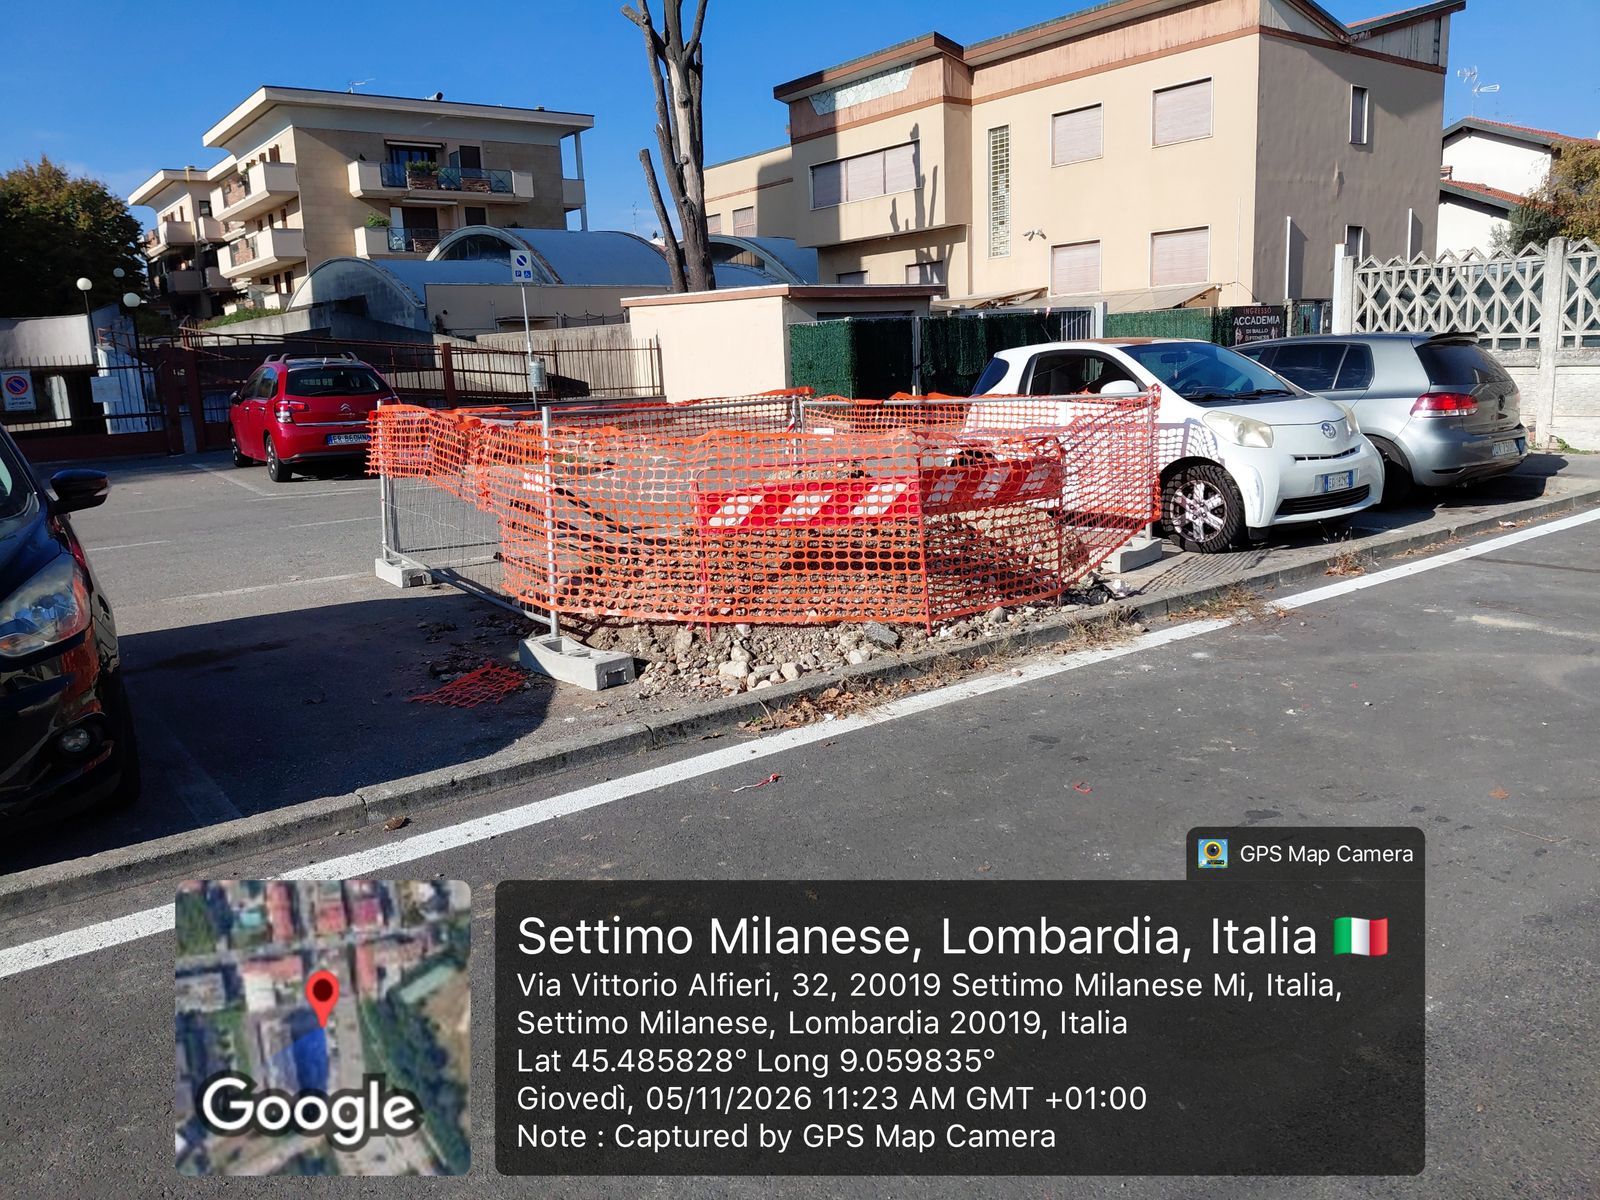 INGRESSO
ACCADEMIA
DI BALLO
P
GPS Map Camera
Settimo Milanese, Lombardia, Italia
Via Vittorio Alfieri, 32, 20019 Settimo Milanese Mi, Italia,
Settimo Milanese, Lombardia 20019, Italia
Lat 45.485828° Long 9.059835°
Giovedì, 05/11/2026 11:23 AM GMT +01:00
Note : Captured by GPS Map Camera
Google